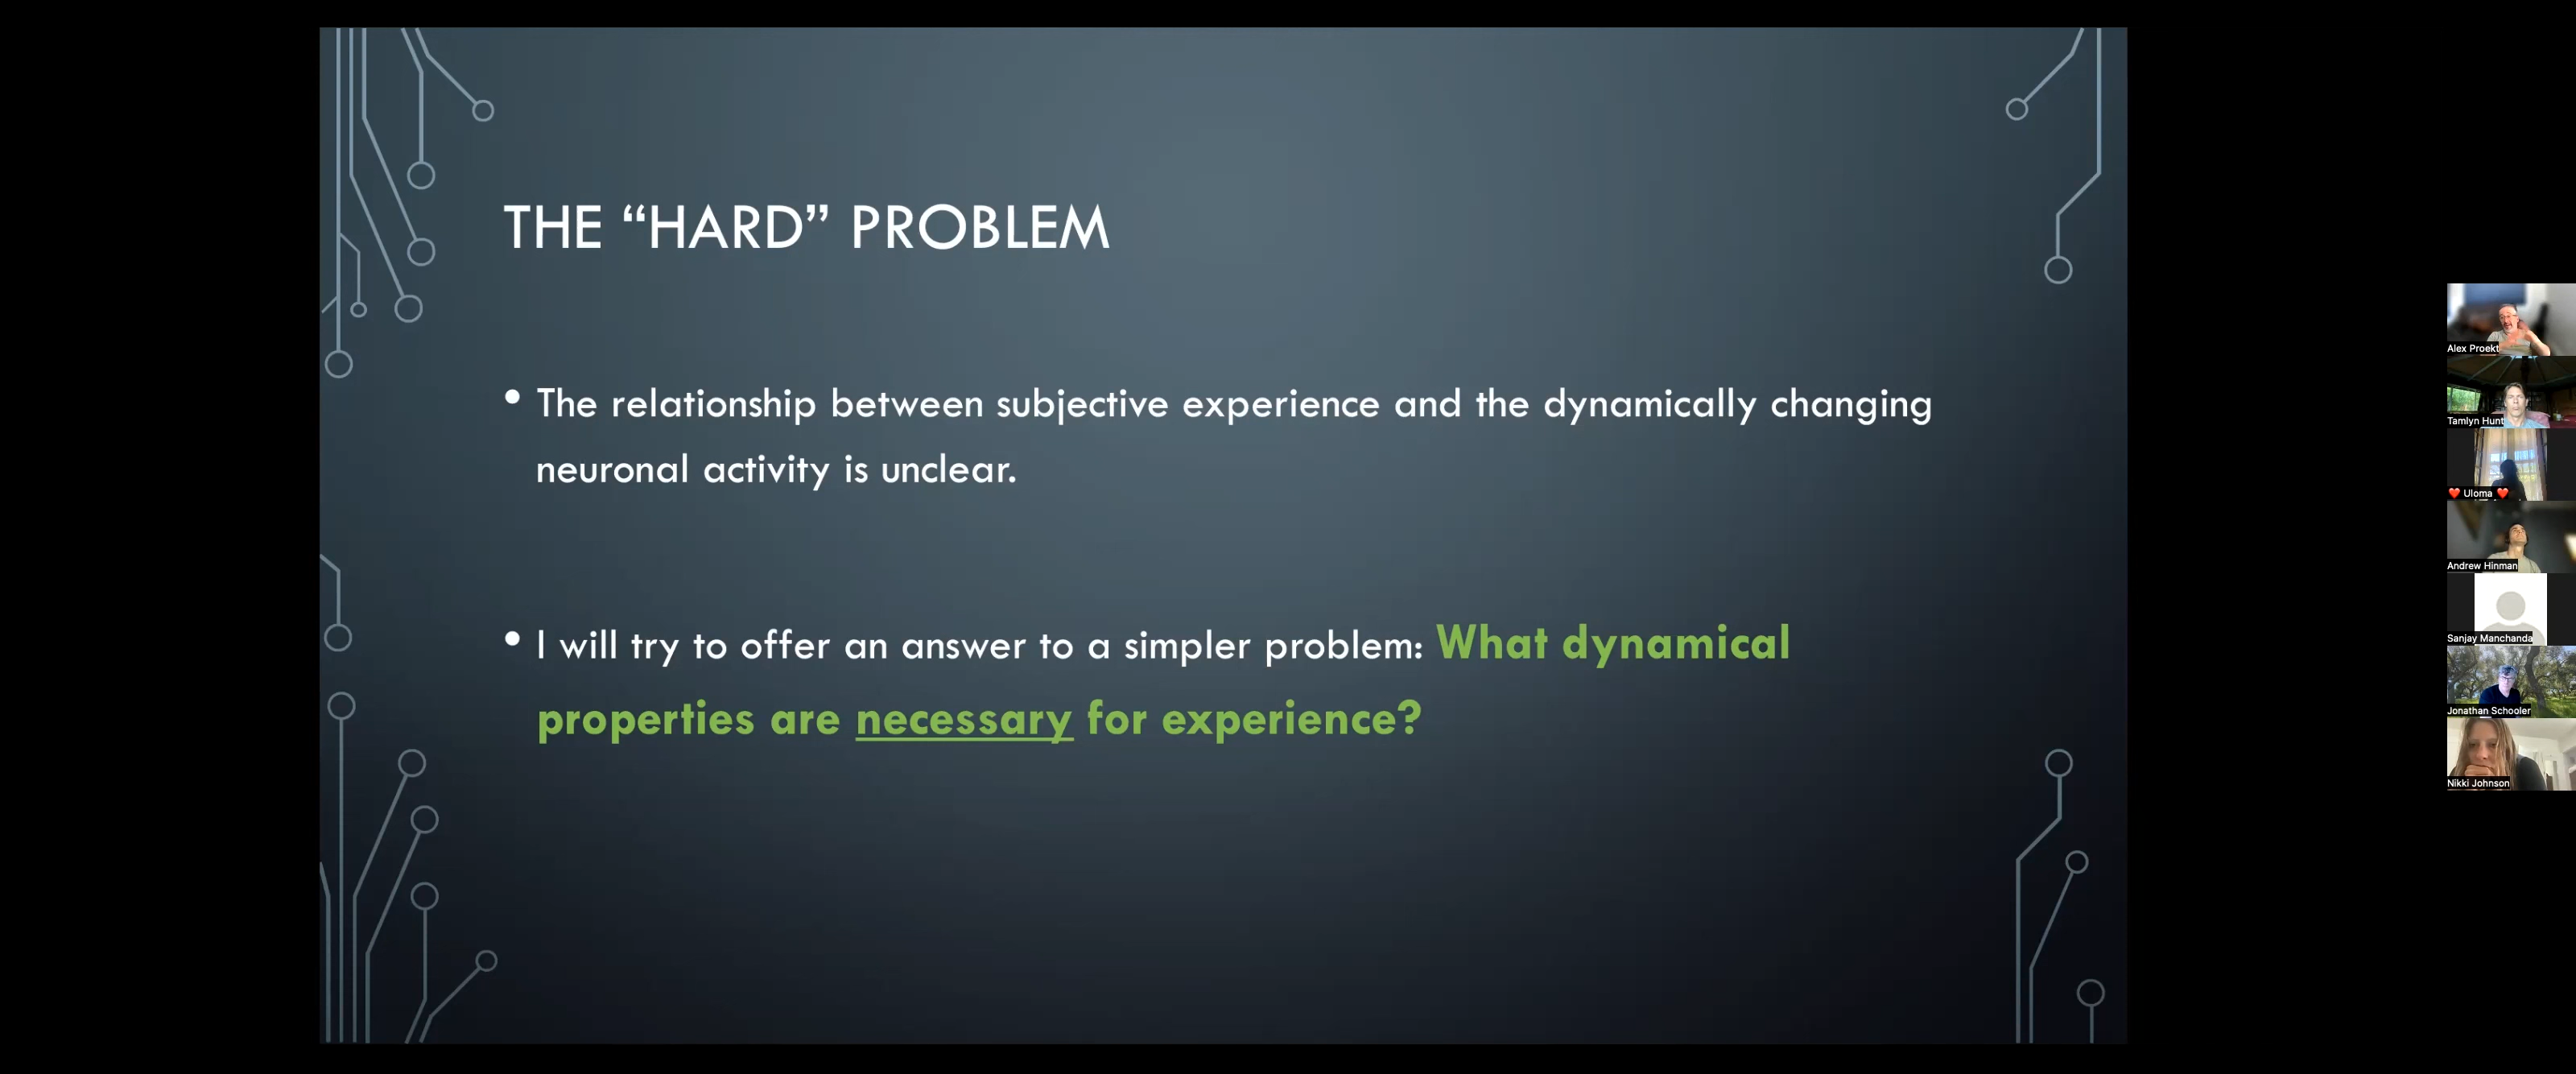 THE “HARD” PROBLEM
• The relationship between subjective experience and the dynamically changing
neuronal activity is unclear.
• I will try to offer an answer to a simpler problem: What dynamical
properties are necessary for experience?
Alex Proekt
Tamlyn Hunt
❤️ Uloma ❤️
Andrew Hinman
Sanjay Manchanda
Jonathan Schooler
Nikki Johnson